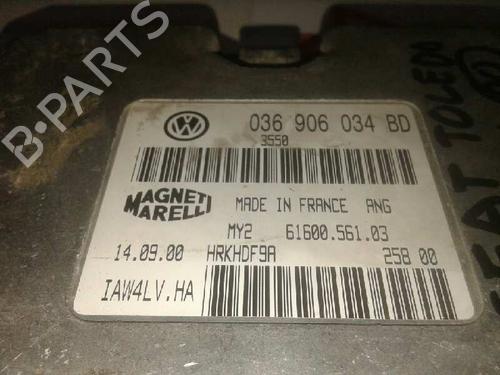 036 906 034 BD
3550
MAGNETI
MARELLI
MADE IN FRANCE ANG
MY2 61600.561.03
14.09.00 HRKHDF9A 258 00
IAW4LV.HA
SEAT TOLEDO
B-PARTS